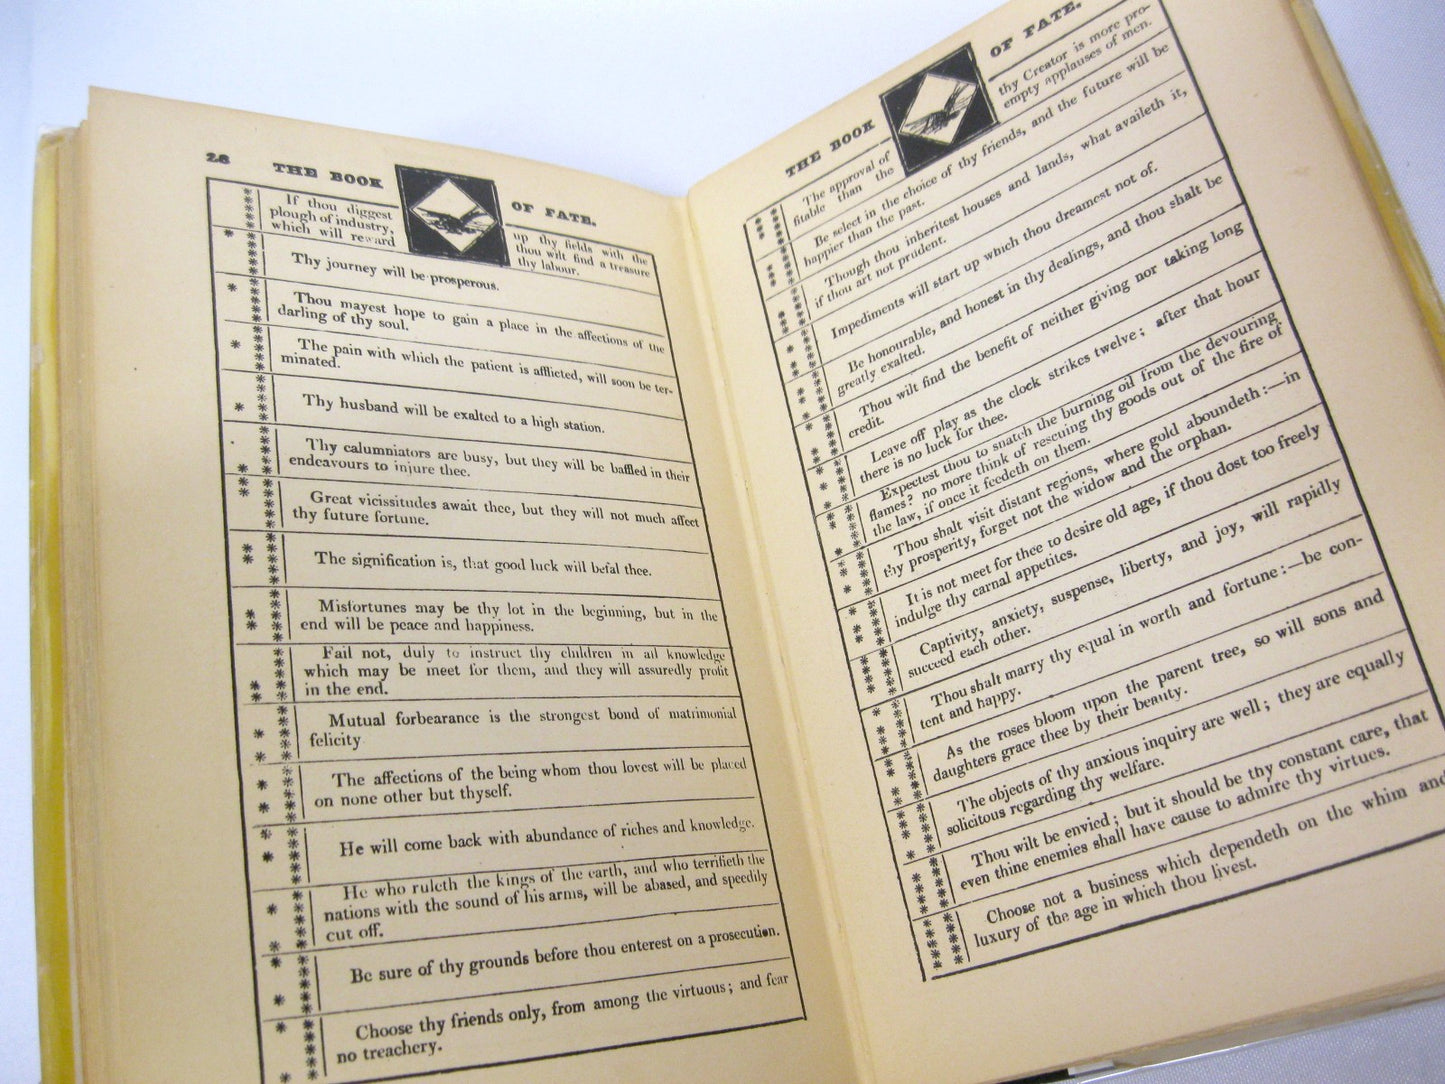 28
THE BOOK OF FATE.
If thou diggest up thy fields with the
plough of industry, thou wilt find a treasure
which will reward thy labour.
Thy journey will be prosperous.
Thou mayest hope to gain a place in the affections of the
darling of thy soul.
The pain with which the patient is afflicted, will soon be ter-
minated.
Thy husband will be exalted to a high station.
Thy calumniators are busy, but they will be baffled in their
endeavours to injure thee.
Great vicissitudes await thee, but they will not much affect
thy future fortune.
The signification is, that good luck will befal thee.
Misfortunes may be thy lot in the beginning, but in the
end will be peace and happiness.
Fail not, duly to instruct thy children in all knowledge
which may be meet for them, and they will assuredly profit
in the end.
Mutual forbearance is the strongest bond of matrimonial
felicity
The affections of the being whom thou lovest will be placed
on none other but thyself.
He will come back with abundance of riches and knowledge.
He who ruleth the kings of the earth, and who terrifieth the
nations with the sound of his arms, will be abased, and speedily
cut off.
Be sure of thy grounds before thou enterest on a prosecution.
Choose thy friends only, from among the virtuous; and fear
no treachery.
THE BOOK OF FATE.
The approval of thy Creator is more pro-
fitable than the empty applauses of men.
Be select in the choice of thy friends, and the future will be
happier than the past.
Though thou inheritest houses and lands, what availeth it,
if thou art not prudent.
Impediments will start up which thou dreamest not of.
Be honourable, and honest in thy dealings, and thou shalt be
greatly exalted.
Thou wilt find the benefit of neither giving nor taking long
credit.
Leave off play as the clock strikes twelve; after that hour
there is no luck for thee.
Expectest thou to snatch the burning oil from the devouring
flames? no more think of rescuing thy goods out of the fire of
the law, if once it feedeth on them.
Thou shalt visit distant regions, where gold aboundeth:—in
thy prosperity, forget not the widow and the orphan.
It is not meet for thee to desire old age, if thou dost too freely
indulge thy carnal appetites.
Captivity, anxiety, suspense, liberty, and joy, will rapidly
succeed each other.
Thou shalt marry thy equal in worth and fortune:—be con-
tent and happy.
As the roses bloom upon the parent tree, so will sons and
daughters grace thee by their beauty.
The objects of thy anxious inquiry are well; they are equally
solicitous regarding thy welfare.
Thou wilt be envied; but it should be thy constant care, that
even thine enemies shall have cause to admire thy virtues.
Choose not a business which dependeth on the whim and
luxury of the age in which thou livest.